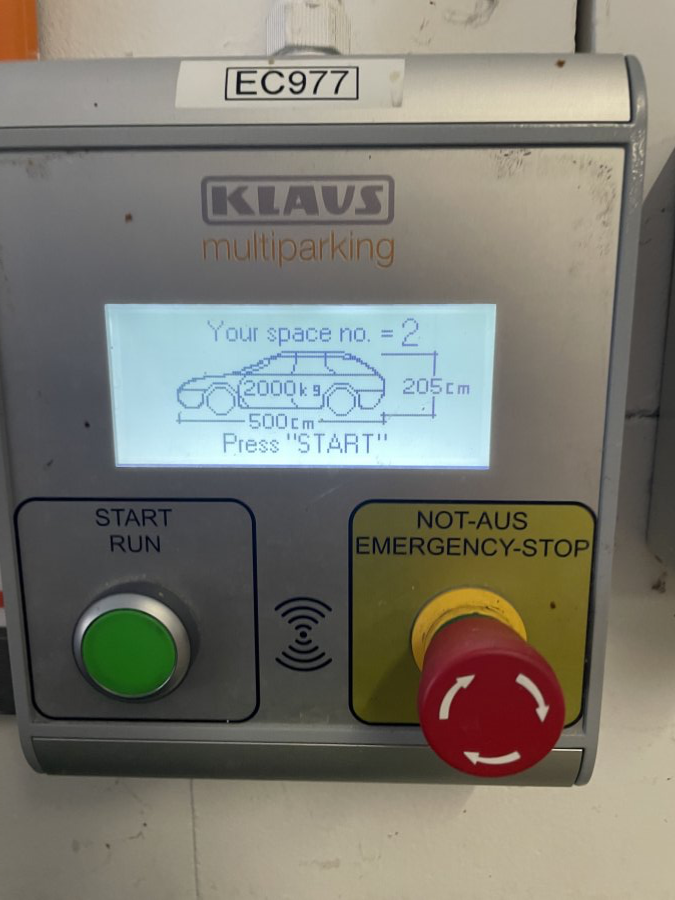 EC977
KLAUS
multiparking
Your space no. = 2
2000kg
205cm
500cm
Press "START"
START
RUN
NOT-AUS
EMERGENCY-STOP